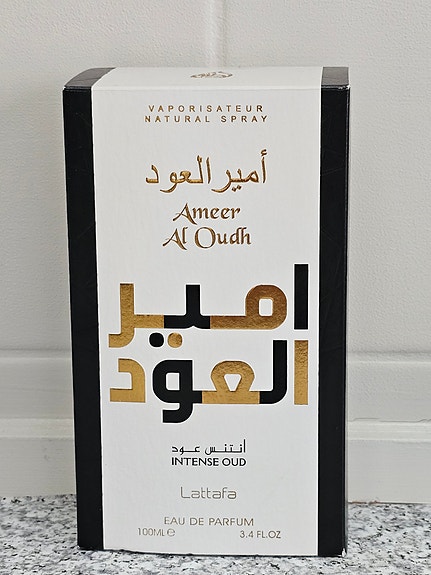 VAPORISATEUR
NATURAL SPRAY
أمير العود
Ameer
Al Oudh
امير
العود
أنتنس عود
INTENSE OUD
Lattafa
EAU DE PARFUM
100ML ℮ 3.4 FL.OZ